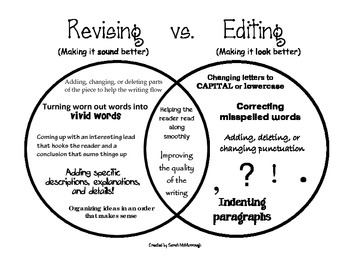 Revising vs. Editing
(Making it sound better)
(Making it look better)
Adding, changing, or deleting parts
of the piece to help the writing flow
Turning worn out words into
vivid words
Coming up with an interesting lead
that hooks the reader and a
conclusion that sums things up
Adding specific
descriptions, explanations, and
details!
Organizing ideas in an order
that makes sense
Helping the
reader read
along
smoothly
Improving
the quality
of the
writing
Changing letters to
CAPITAL or lowercase
Correcting
misspelled words
Adding, deleting, or
changing punctuation
, ? ! .
Indenting
paragraphs
Created by Sarah